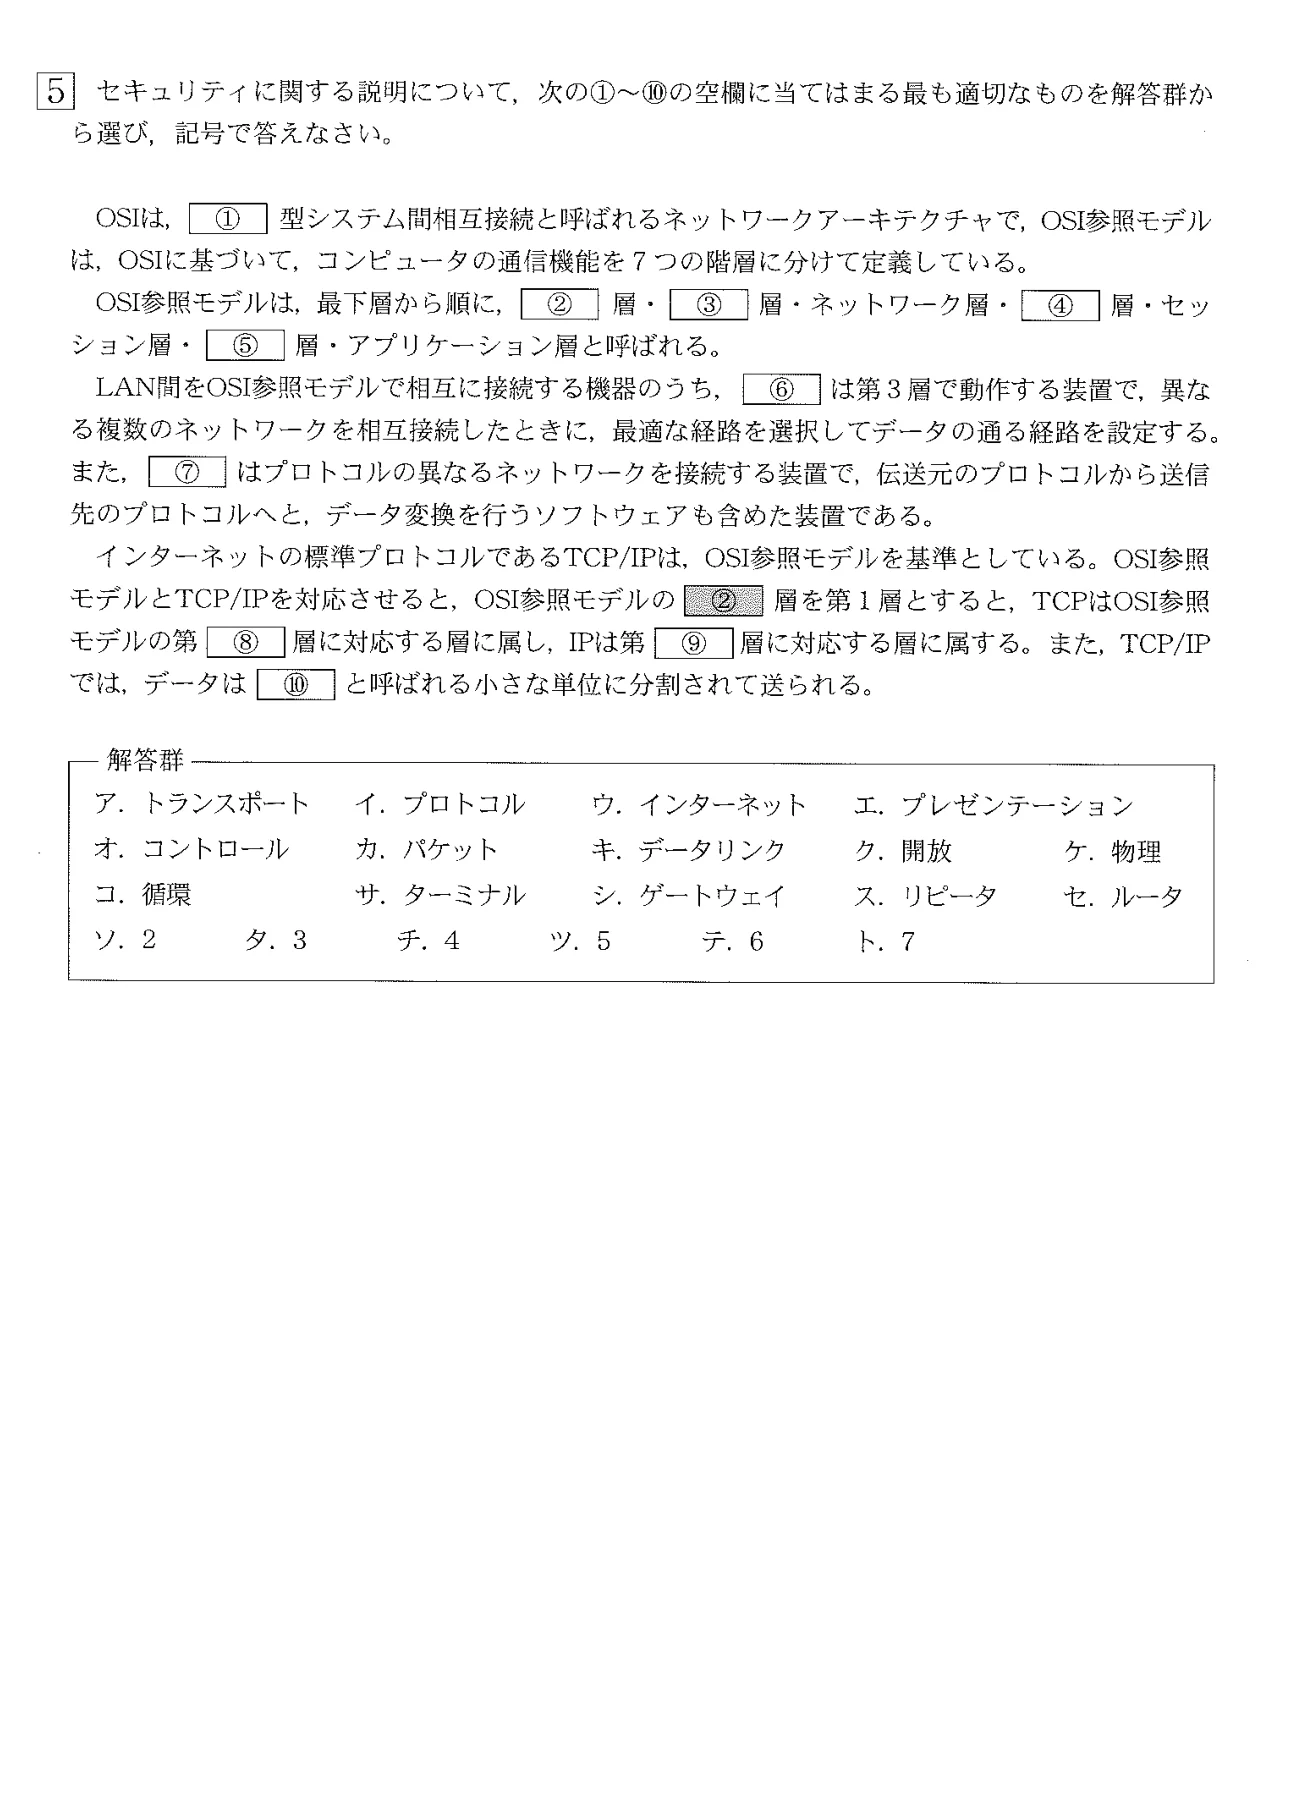 5 セキュリティに関する説明について，次の①～⑩の空欄に当てはまる最も適切なものを解答群か
ら選び，記号で答えなさい。
OSIは，① 型システム間相互接続と呼ばれるネットワークアーキテクチャで，OSI参照モデル
は，OSIに基づいて，コンピュータの通信機能を７つの階層に分けて定義している。
OSI参照モデルは，最下層から順に，② 層・③ 層・ネットワーク層・④ 層・セッ
ション層・⑤ 層・アプリケーション層と呼ばれる。
LAN間をOSI参照モデルで相互に接続する機器のうち，⑥ は第３層で動作する装置で，異な
る複数のネットワークを相互接続したときに，最適な経路を選択してデータの通る経路を設定する。
また，⑦ はプロトコルの異なるネットワークを接続する装置で，伝送元のプロトコルから送信
先のプロトコルへと，データ変換を行うソフトウェアも含めた装置である。
インターネットの標準プロトコルであるTCP/IPは，OSI参照モデルを基準としている。OSI参照
モデルとTCP/IPを対応させると，OSI参照モデルの ② 層を第１層とすると，TCPはOSI参照
モデルの第 ⑧ 層に対応する層に属し，IPは第 ⑨ 層に対応する層に属する。また，TCP/IP
では，データは ⑩ と呼ばれる小さな単位に分割されて送られる。
解答群
ア．トランスポート イ．プロトコル ウ．インターネット エ．プレゼンテーション
オ．コントロール カ．パケット キ．データリンク ク．開放 ケ．物理
コ．循環 サ．ターミナル シ．ゲートウェイ ス．リピータ セ．ルータ
ソ．2 タ．3 チ．4 ツ．5 テ．6 ト．7